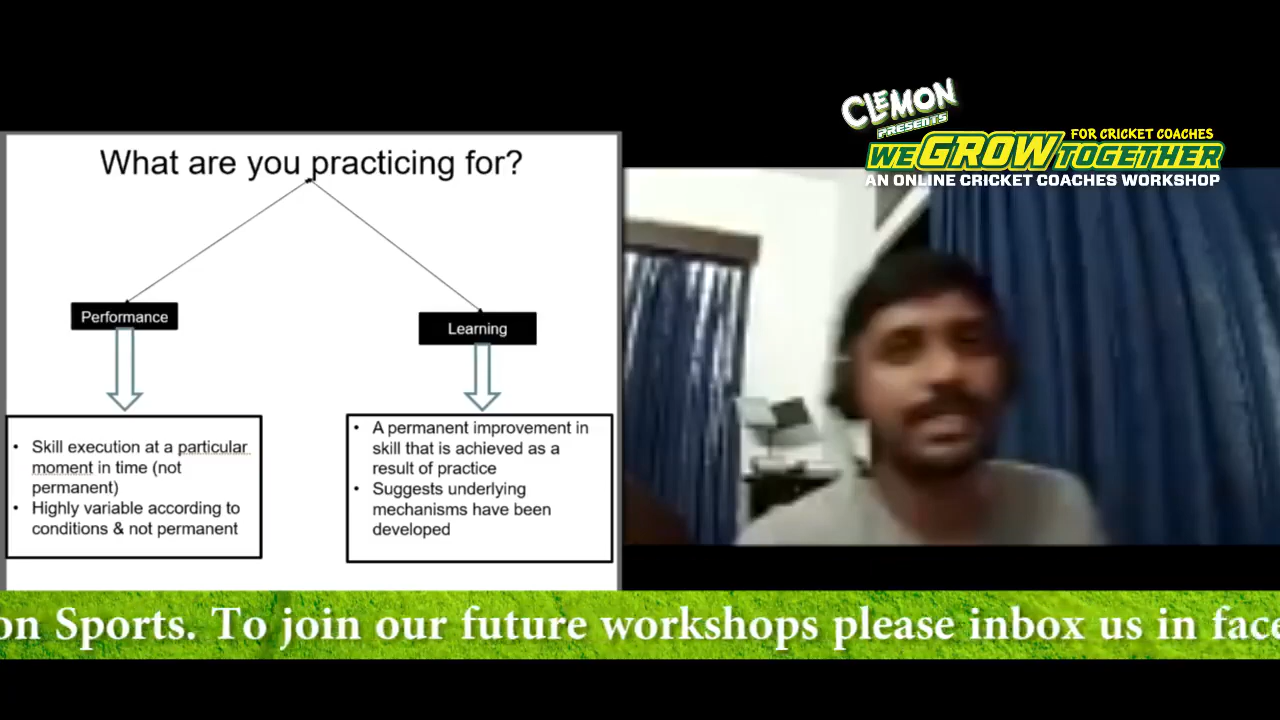 CLEMON
PRESENTS
FOR CRICKET COACHES
WE GROW TOGETHER
AN ONLINE CRICKET COACHES WORKSHOP
What are you practicing for?
Performance
Learning
• Skill execution at a particular
moment in time (not
permanent)
• Highly variable according to
conditions & not permanent
• A permanent improvement in
skill that is achieved as a
result of practice
• Suggests underlying
mechanisms have been
developed
on Sports. To join our future workshops please inbox us in face